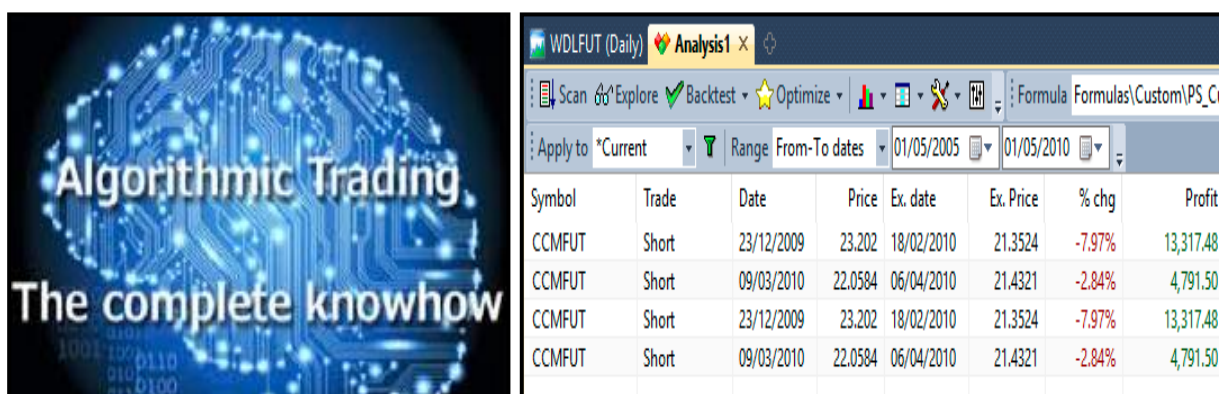 Algorithmic Trading
The complete knowhow
WDLFUT (Daily) Analysis1
Scan Explore Backtest Optimize Formula Formulas\Custom\PS_C
Apply to *Current Range From-To dates 01/05/2005 01/05/2010
Symbol Trade Date Price Ex. date Ex. Price % chg Profit
CCMFUT Short 23/12/2009 23.202 18/02/2010 21.3524 -7.97% 13,317.48
CCMFUT Short 09/03/2010 22.0584 06/04/2010 21.4321 -2.84% 4,791.50
CCMFUT Short 23/12/2009 23.202 18/02/2010 21.3524 -7.97% 13,317.48
CCMFUT Short 09/03/2010 22.0584 06/04/2010 21.4321 -2.84% 4,791.50